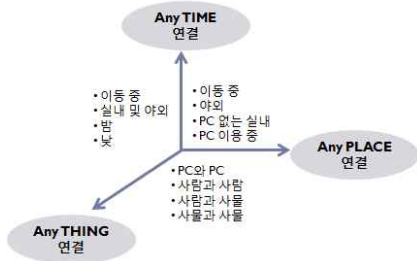 Any TIME
연결
• 이동 중
• 실내 및 야외
• 밤
• 낮
• 이동 중
• 야외
• PC 없는 실내
• PC 이용 중
Any PLACE
연결
• PC와 PC
• 사람과 사람
• 사람과 사물
• 사물과 사물
Any THING
연결